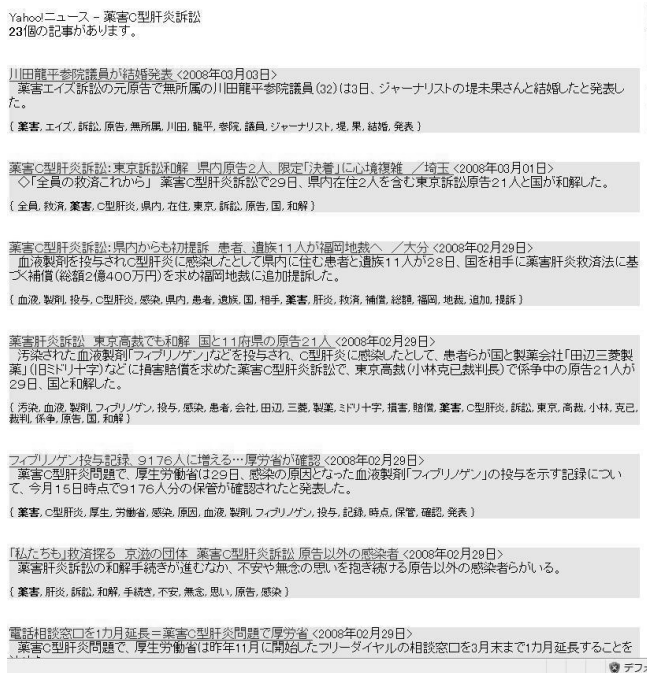 Yahoo!ニュース - 薬害C型肝炎訴訟
23個の記事があります。
川田龍平参院議員が結婚発表 <2008年03月03日>
薬害エイズ訴訟の元原告で無所属の川田龍平参院議員(32)は3日、ジャーナリストの堤未果さんと結婚したと発表し
た。
{ 薬害, エイズ, 訴訟, 原告, 無所属, 川田, 龍平, 参院, 議員, ジャーナリスト, 堤, 果, 結婚, 発表 }
薬害C型肝炎訴訟:東京訴訟和解 県内原告2人、限定「決着」に心境複雑 /埼玉 <2008年03月01日>
◇「全員の救済これから」 薬害C型肝炎訴訟で29日、県内在住2人を含む東京訴訟原告21人と国が和解した。
{ 全員, 救済, 薬害, C型肝炎, 県内, 在住, 東京, 訴訟, 原告, 国, 和解 }
薬害C型肝炎訴訟:県内からも初提訴 患者、遺族11人が福岡地裁へ /大分 <2008年02月29日>
血液製剤を投与されC型肝炎に感染したとして県内に住む患者と遺族11人が28日、国を相手に薬害肝炎救済法に基
づく補償(総額2億400万円)を求め福岡地裁に追加提訴した。
{ 血液, 製剤, 投与, C型肝炎, 感染, 県内, 患者, 遺族, 国, 相手, 薬害, 肝炎, 救済, 補償, 総額, 福岡, 地裁, 追加, 提訴 }
薬害肝炎訴訟 東京高裁でも和解 国と11府県の原告21人 <2008年02月29日>
汚染された血液製剤「フィブリノゲン」などを投与され、C型肝炎に感染したとして、患者らが国と製薬会社「田辺三菱製
薬」(旧ミドリ十字)などに損害賠償を求めた薬害C型肝炎訴訟で、東京高裁(小林克已裁判長)で係争中の原告21人が
29日、国と和解した。
{ 汚染, 血液, 製剤, フィブリノゲン, 投与, 感染, 患者, 会社, 田辺, 三菱, 製薬, ミドリ十字, 損害, 賠償, 薬害, C型肝炎, 訴訟, 東京, 高裁, 小林, 克已,
裁判, 係争, 原告, 国, 和解 }
フィブリノゲン投与記録、9176人に増える…厚労省が確認 <2008年02月29日>
薬害C型肝炎問題で、厚生労働省は29日、感染の原因となった血液製剤「フィブリノゲン」の投与を示す記録につい
て、今月15日時点で9176人分の保管が確認されたと発表した。
{ 薬害, C型肝炎, 厚生, 労働省, 感染, 原因, 血液, 製剤, フィブリノゲン, 投与, 記録, 時点, 保管, 確認, 発表 }
「私たちも」救済探る 京滋の団体 薬害C型肝炎訴訟 原告以外の感染者 <2008年02月29日>
薬害肝炎訴訟の和解手続きが進むなか、不安や無念の思いを抱き続ける原告以外の感染者らがいる。
{ 薬害, 肝炎, 訴訟, 和解, 手続き, 不安, 無念, 思い, 原告, 感染 }
電話相談窓口を1カ月延長=薬害C型肝炎問題で厚労省 <2008年02月29日>
薬害C型肝炎問題で、厚生労働省は昨年11月に開始したフリーダイヤルの相談窓口を3月末まで1カ月延長することを
デフォ